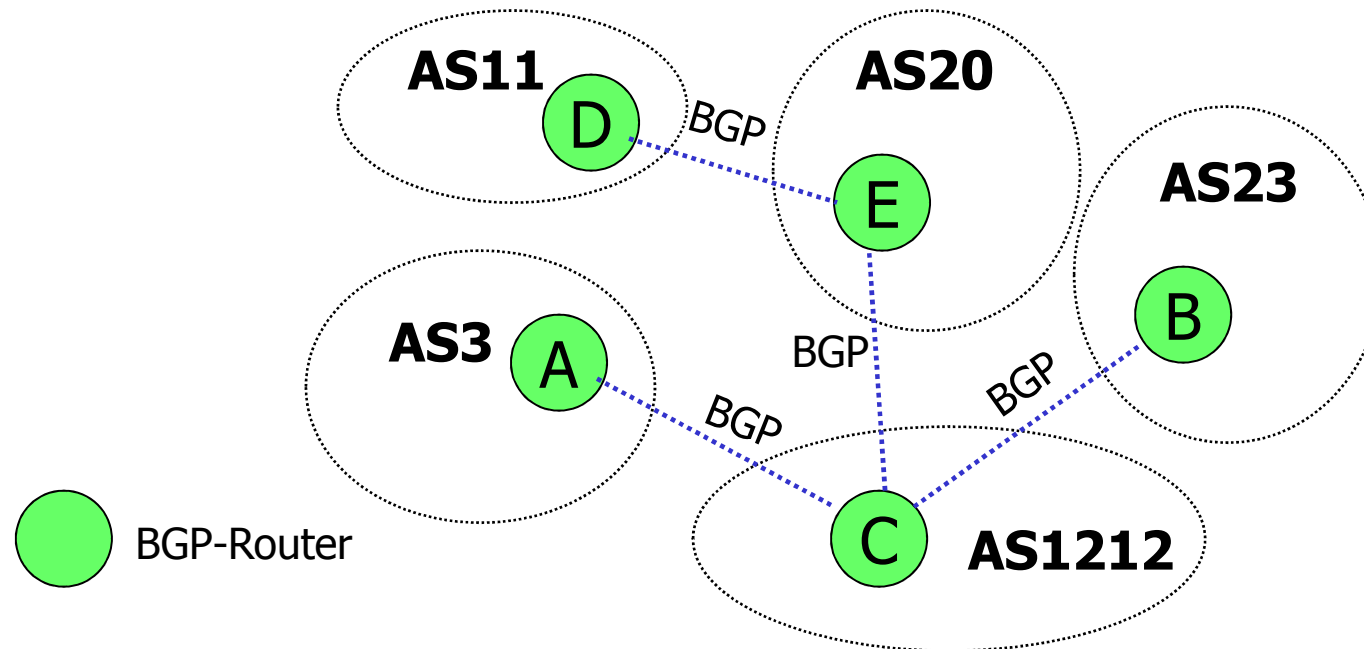 AS11
D
BGP
AS20
E
AS23
B
AS3
A
BGP
BGP
BGP
C
AS1212
BGP-Router